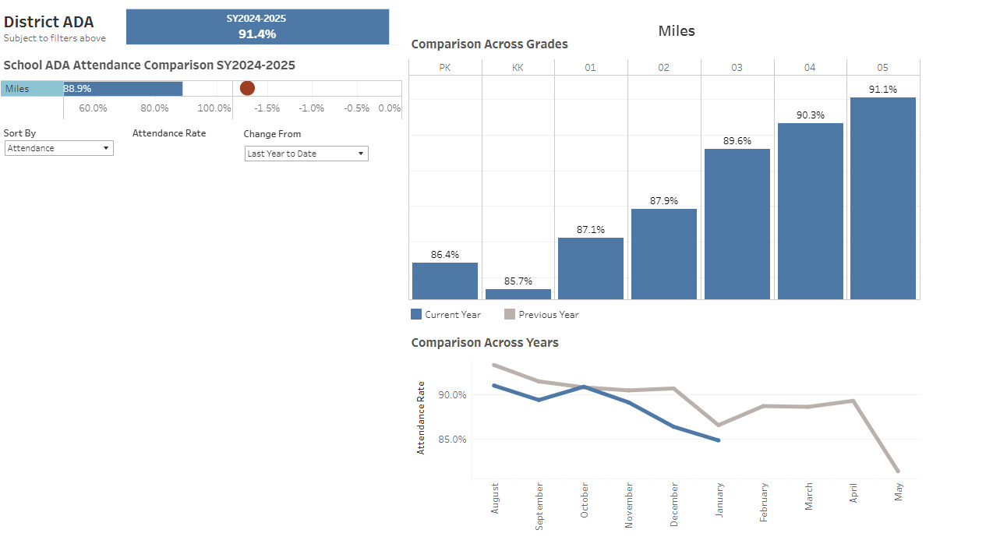 District ADA
Subject to filters above
SY2024-2025
91.4%
School ADA Attendance Comparison SY2024-2025
Miles
88.9%
60.0% 80.0% 100.0% -1.5% -1.0% -0.5% 0.0%
Sort By
Attendance
Attendance Rate
Change From
Last Year to Date
Miles
Comparison Across Grades
PK KK 01 02 03 04 05
86.4% 85.7% 87.1% 87.9% 89.6% 90.3% 91.1%
Current Year Previous Year
Comparison Across Years
Attendance Rate
90.0%
85.0%
August September October November December January February March April May